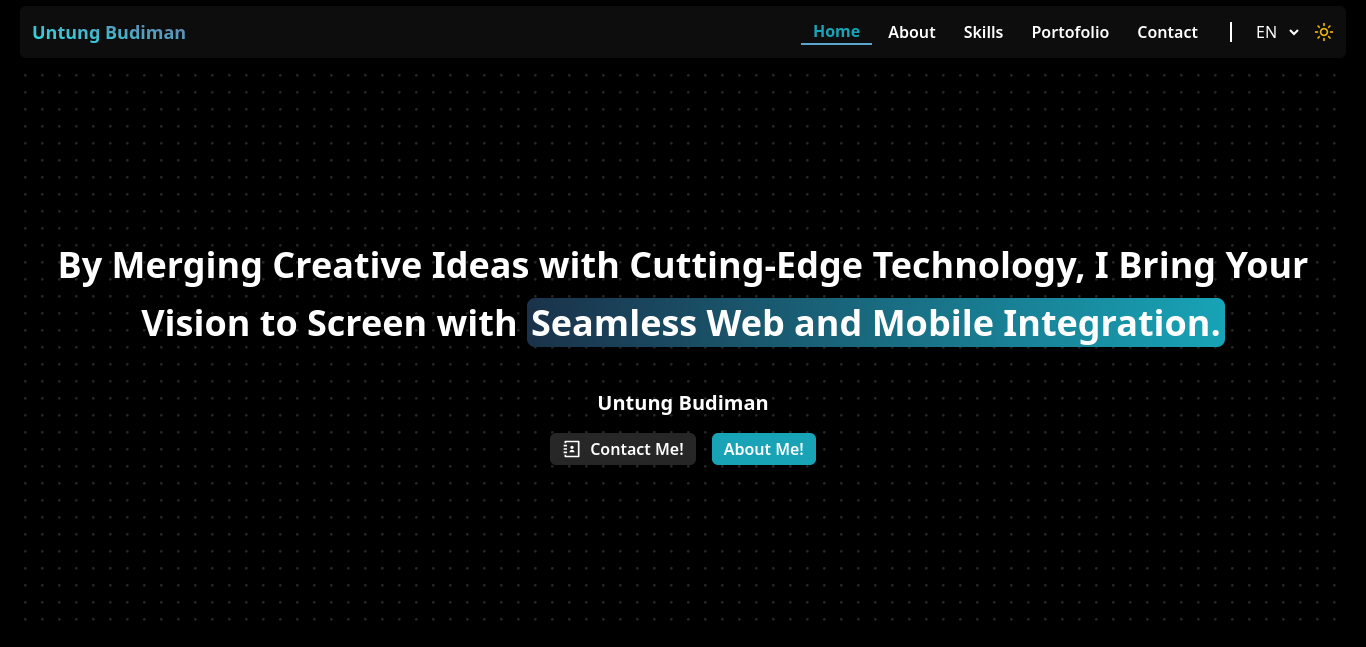 Untung Budiman
Home About Skills Portofolio Contact EN
By Merging Creative Ideas with Cutting-Edge Technology, I Bring Your
Vision to Screen with Seamless Web and Mobile Integration.
Untung Budiman
Contact Me! About Me!